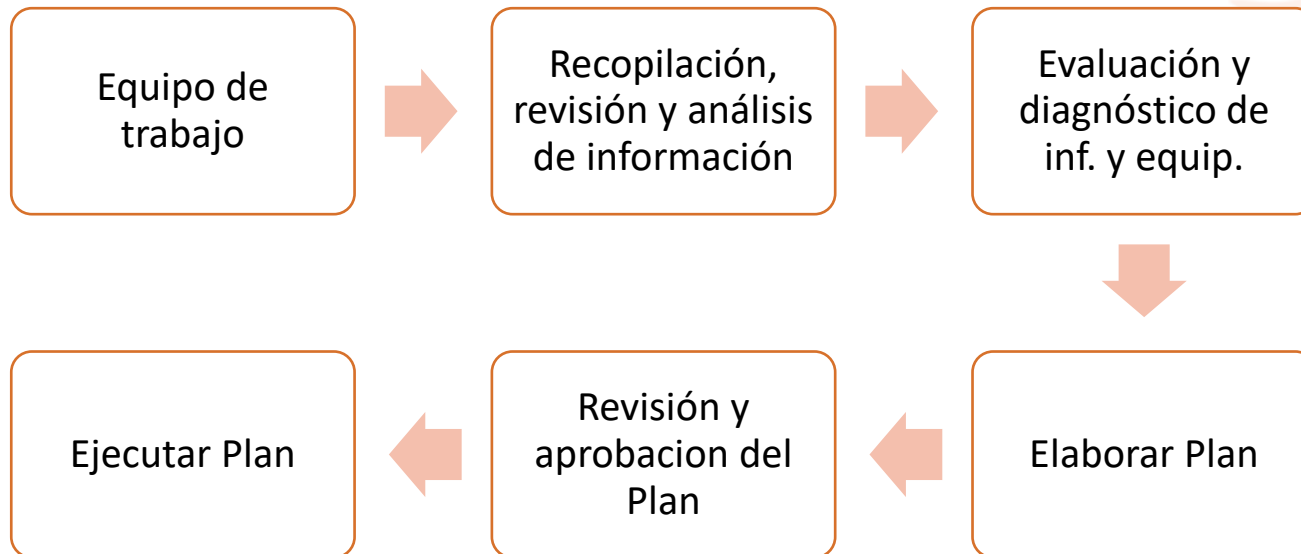 Equipo de
trabajo
Recopilación,
revisión y análisis
de información
Evaluación y
diagnóstico de
inf. y equip.
Elaborar Plan
Revisión y
aprobacion del
Plan
Ejecutar Plan